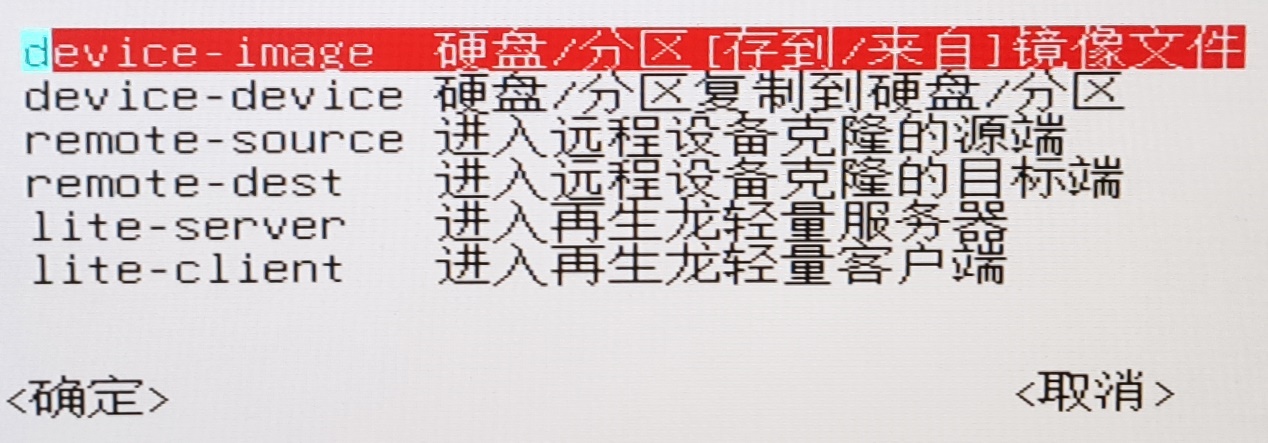 device-image 硬盘/分区[存到/来自]镜像文件
device-device 硬盘/分区复制到硬盘/分区
remote-source 进入远程设备克隆的源端
remote-dest 进入远程设备克隆的目标端
lite-server 进入再生龙轻量服务器
lite-client 进入再生龙轻量客户端
<确定> <取消>